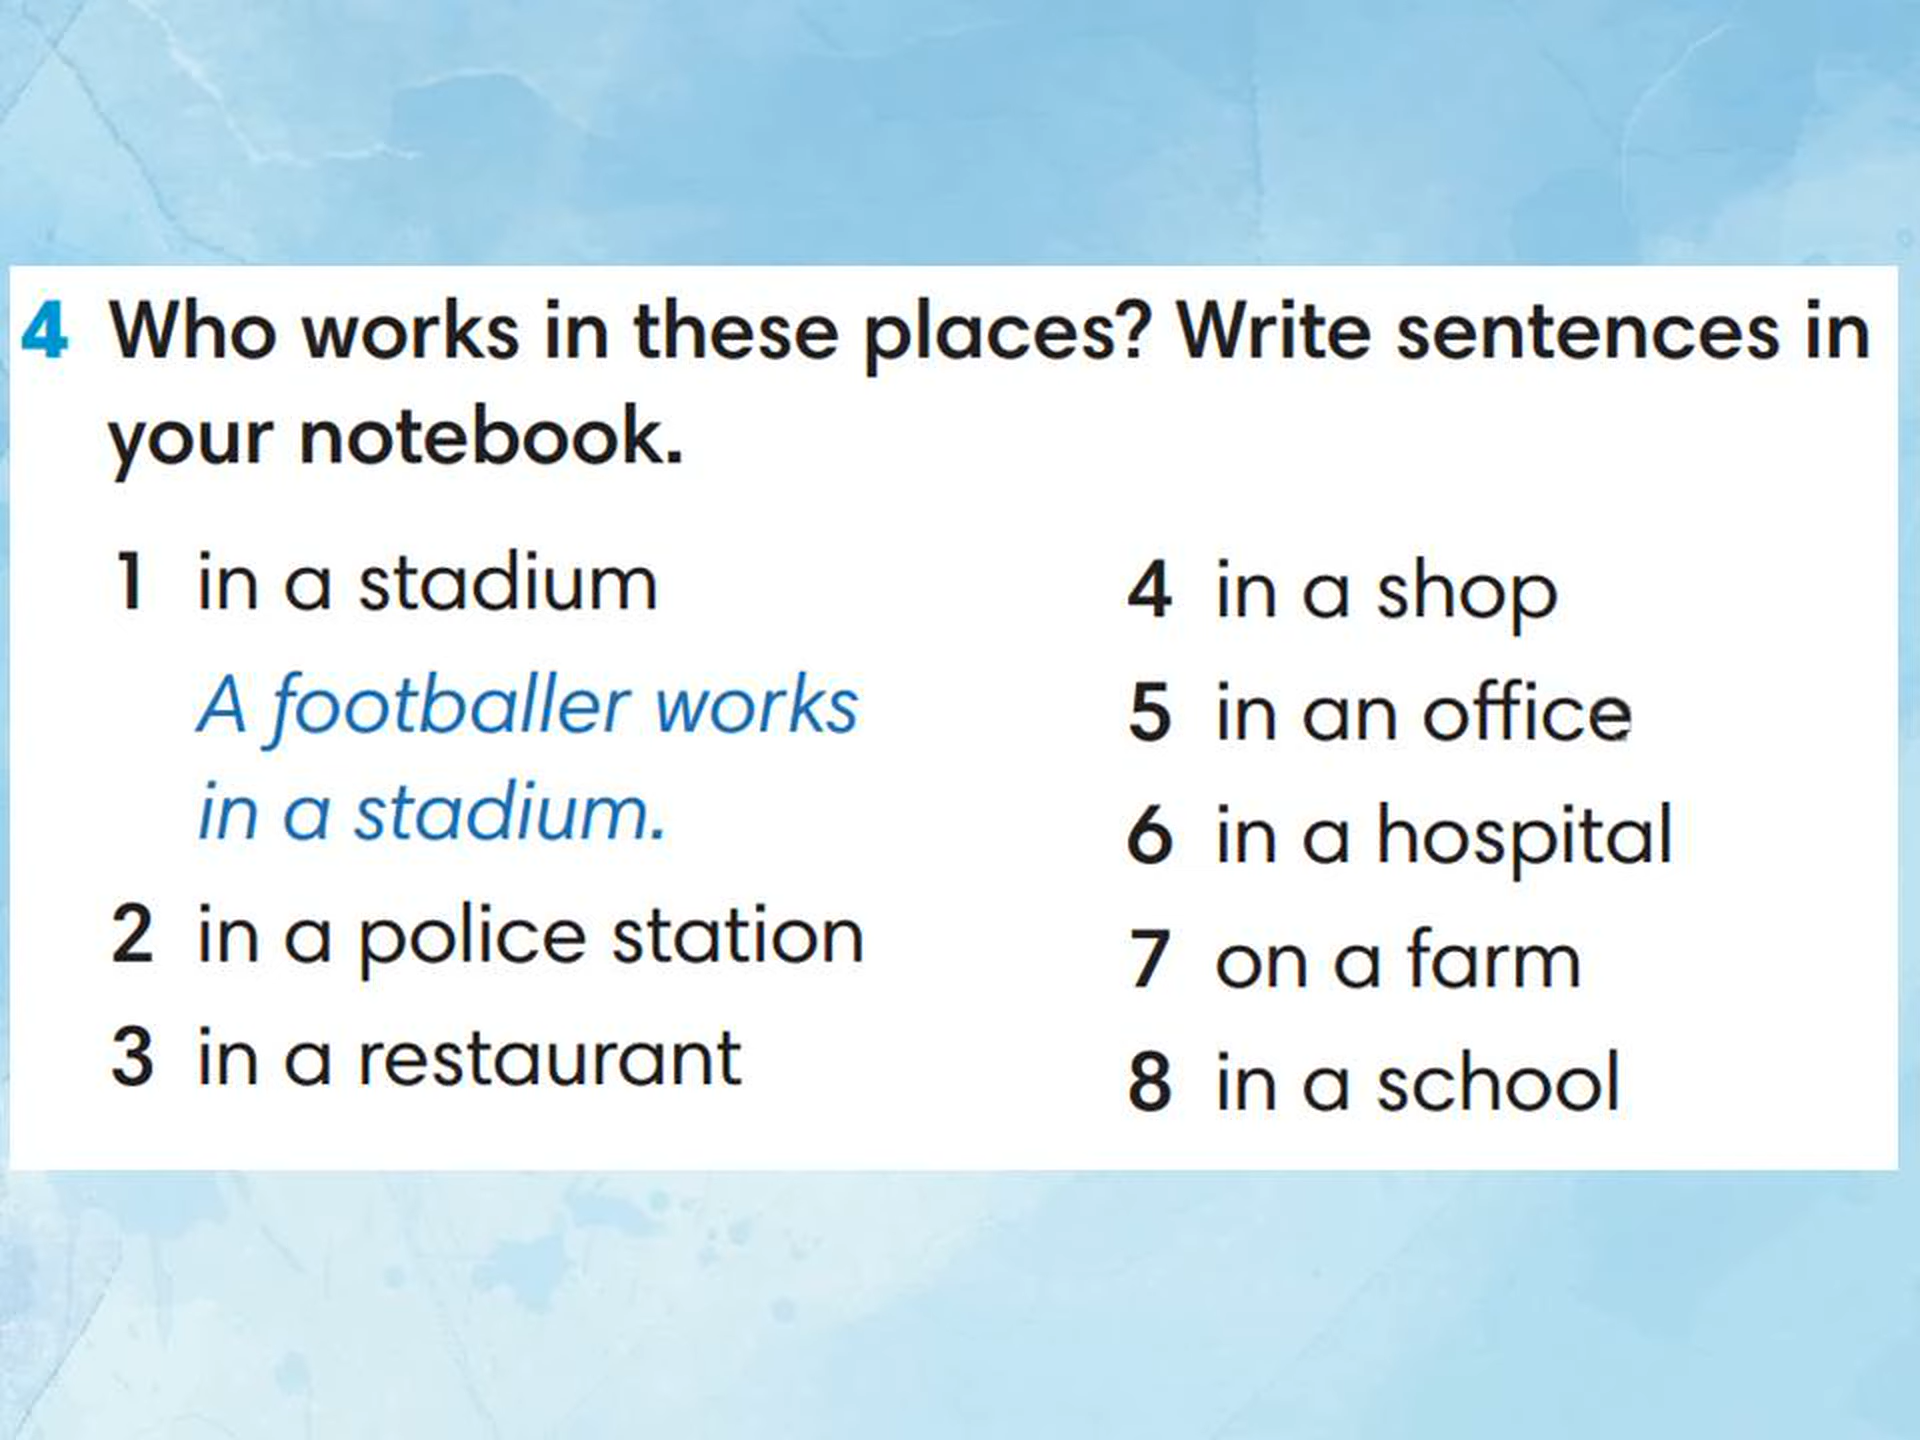 4 Who works in these places? Write sentences in
your notebook.
1 in a stadium
A footballer works
in a stadium.
2 in a police station
3 in a restaurant
4 in a shop
5 in an office
6 in a hospital
7 on a farm
8 in a school